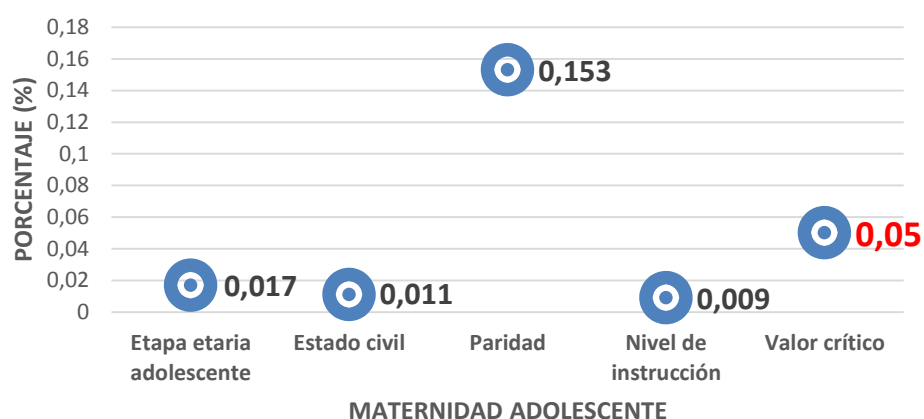 0,18
0,16
0,14
0,12
0,1
0,08
0,06
0,04
0,02
0
PORCENTAJE (%)
0,017
0,011
0,153
0,009
0,05
Etapa etaria
adolescente
Estado civil
Paridad
Nivel de
instrucción
Valor crítico
MATERNIDAD ADOLESCENTE